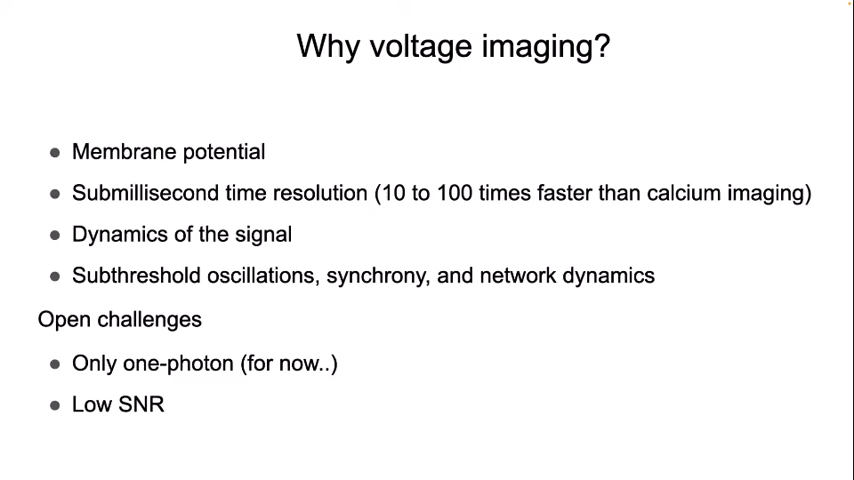 Why voltage imaging?
● Membrane potential
● Submillisecond time resolution (10 to 100 times faster than calcium imaging)
● Dynamics of the signal
● Subthreshold oscillations, synchrony, and network dynamics
Open challenges
● Only one-photon (for now..)
● Low SNR